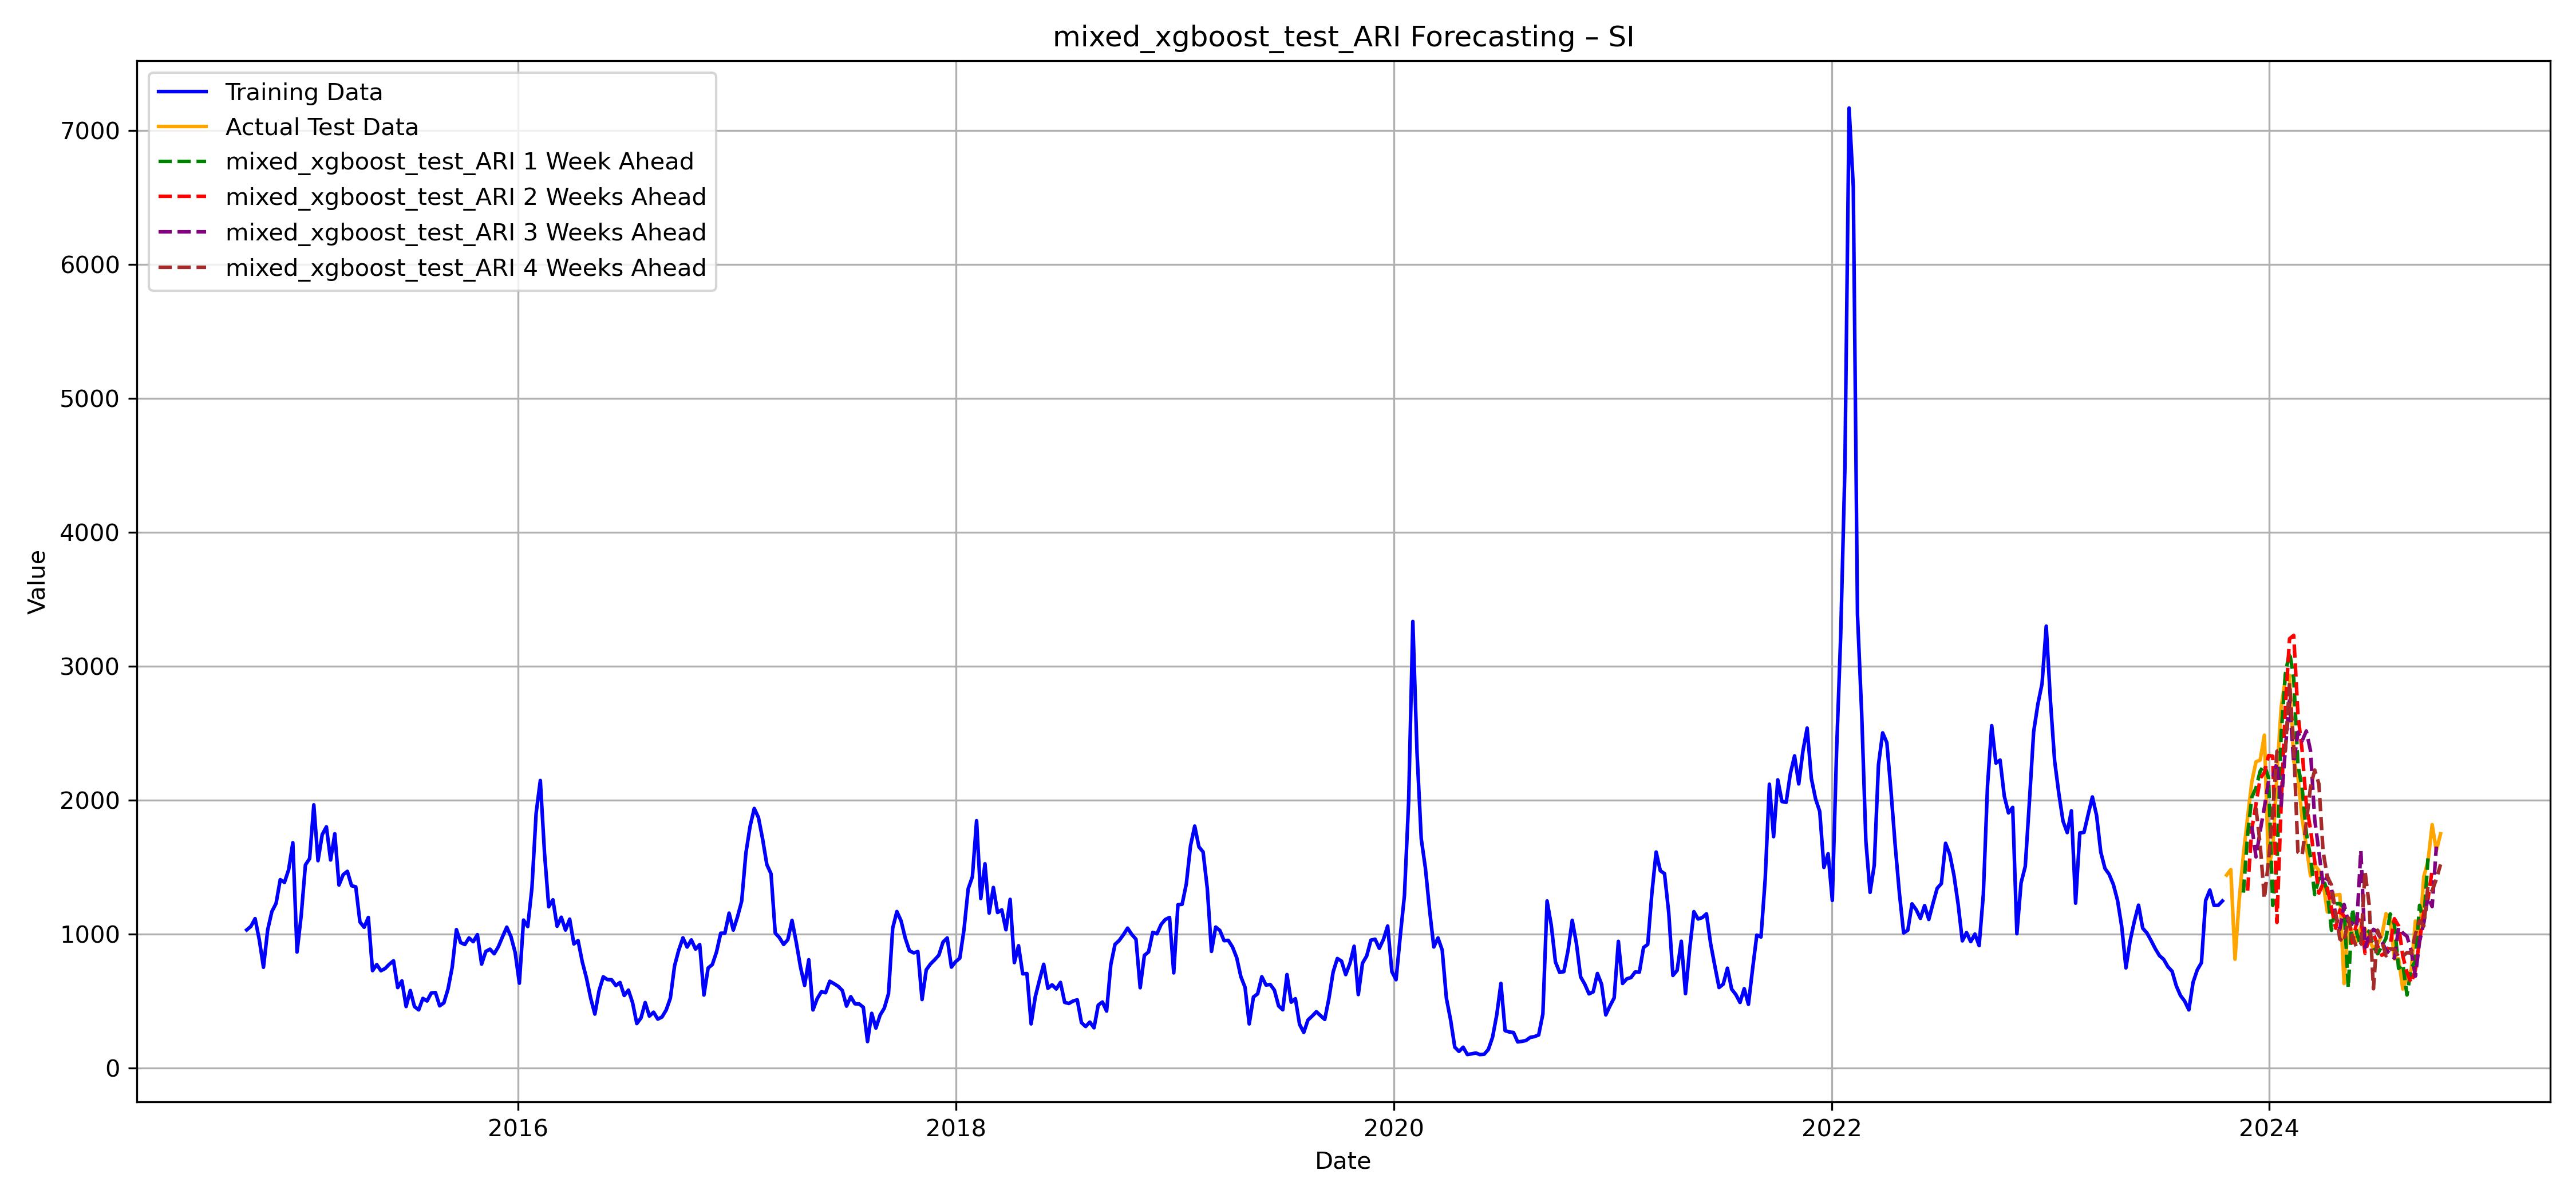 mixed_xgboost_test_ARI Forecasting – SI
Training Data
Actual Test Data
mixed_xgboost_test_ARI 1 Week Ahead
mixed_xgboost_test_ARI 2 Weeks Ahead
mixed_xgboost_test_ARI 3 Weeks Ahead
mixed_xgboost_test_ARI 4 Weeks Ahead
7000
6000
5000
4000
3000
2000
1000
0
Value
2016
2018
2020
2022
2024
Date